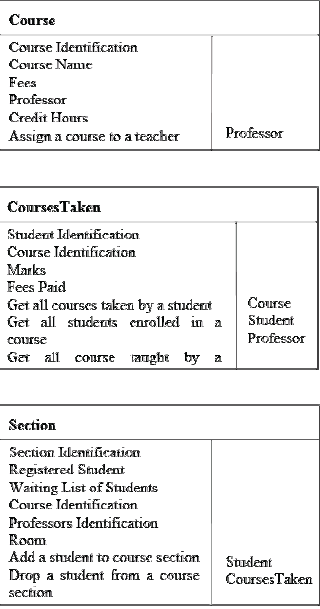 Course
Course Identification
Course Name
Fees
Professor
Credit Hours
Assign a course to a teacher
Professor
CoursesTaken
Student Identification
Course Identification
Marks
Fees Paid
Get all courses taken by a student
Get all students enrolled in a
course
Get all course taught by a
Course
Student
Professor
Section
Section Identification
Registered Student
Waiting List of Students
Course Identification
Professors Identification
Room
Add a student to course section
Drop a student from a course
section
Student
CoursesTaken